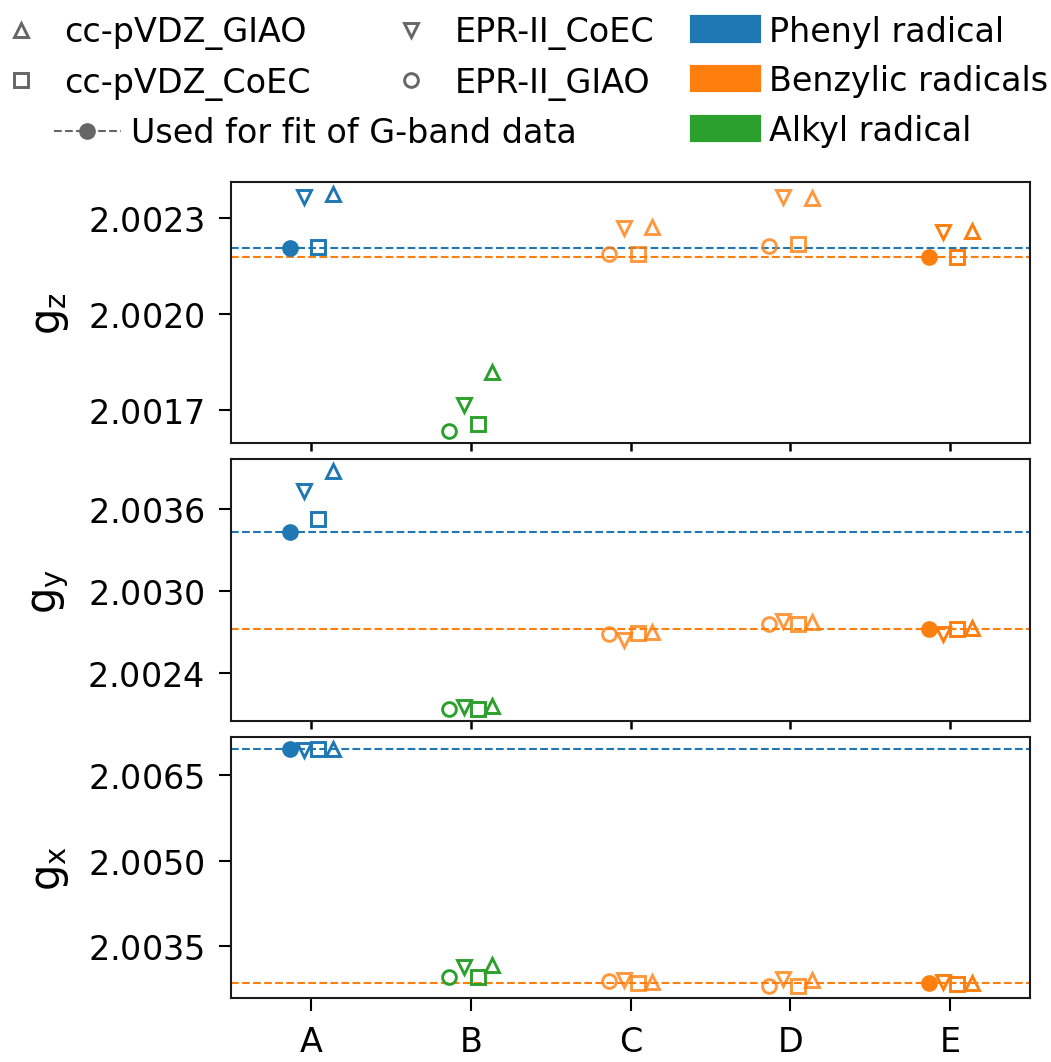 cc-pVDZ_GIAO EPR-II_CoEC Phenyl radical
cc-pVDZ_CoEC EPR-II_GIAO Benzylic radicals
Used for fit of G-band data Alkyl radical
2.0023
2.0020
2.0017
gz
2.0036
2.0030
2.0024
gy
2.0065
2.0050
2.0035
gx
A B C D E